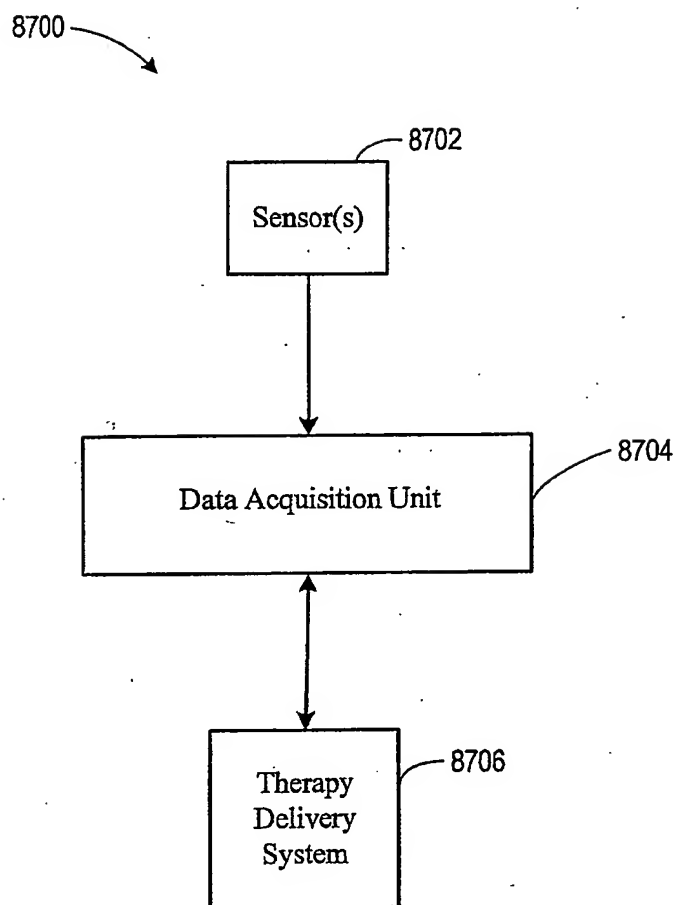 8700
8702
Sensor(s)
8704
Data Acquisition Unit
8706
Therapy
Delivery
System